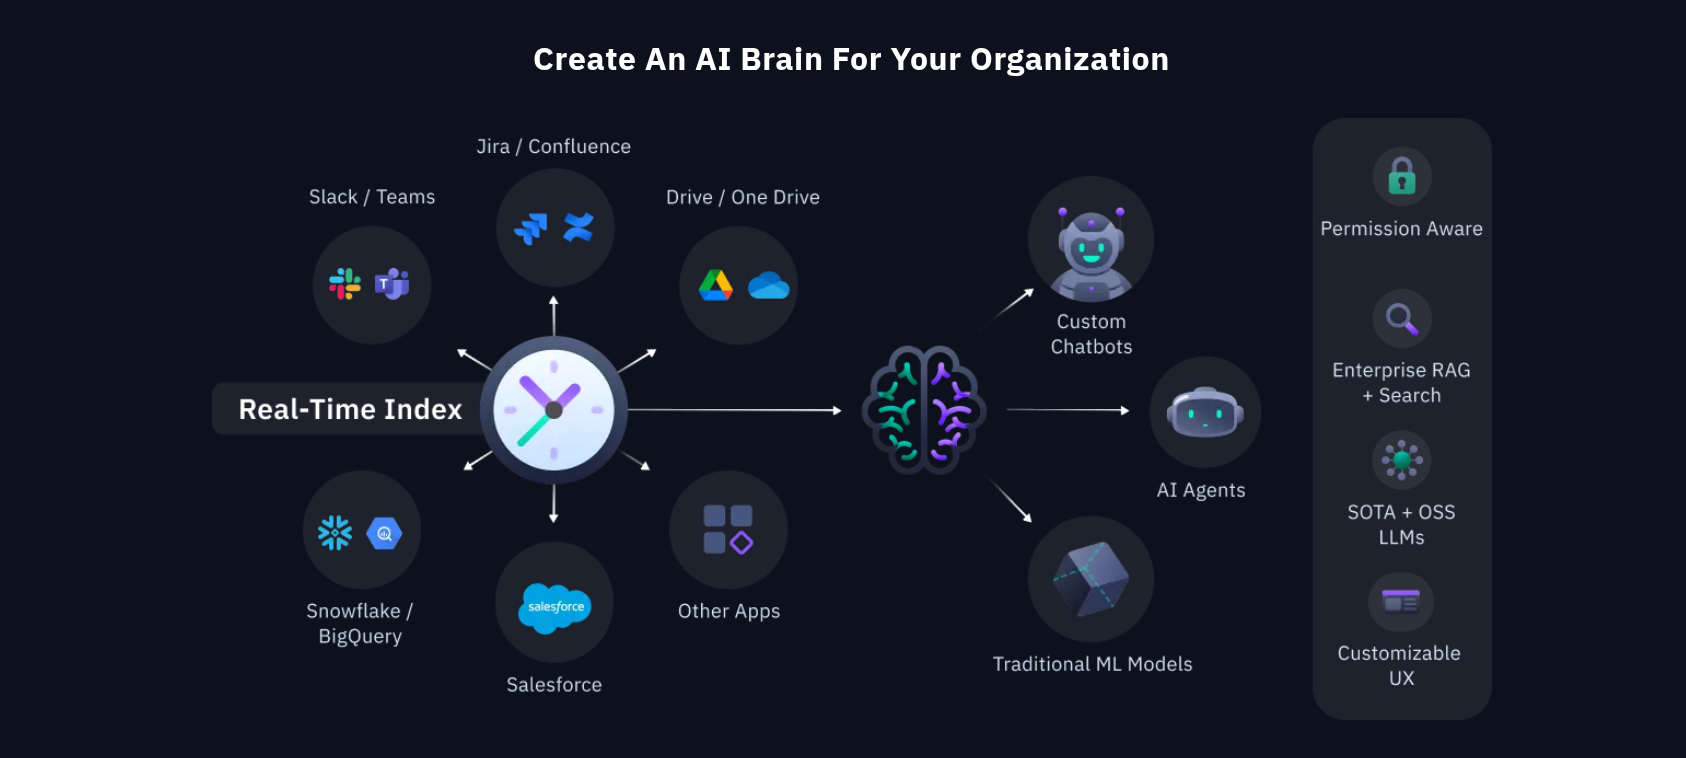 Create An AI Brain For Your Organization
Jira / Confluence
Slack / Teams
Drive / One Drive
T
Real-Time Index
Snowflake /
BigQuery
salesforce
Salesforce
Other Apps
Custom
Chatbots
AI Agents
Traditional ML Models
Permission Aware
Enterprise RAG
+ Search
SOTA + OSS
LLMs
Customizable
UX